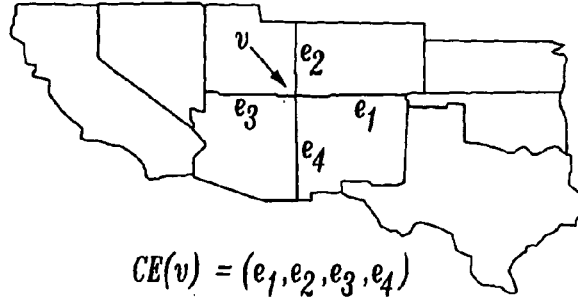 v
e₂
e₃
e₁
e₄
CE(v) = (e₁,e₂,e₃,e₄)